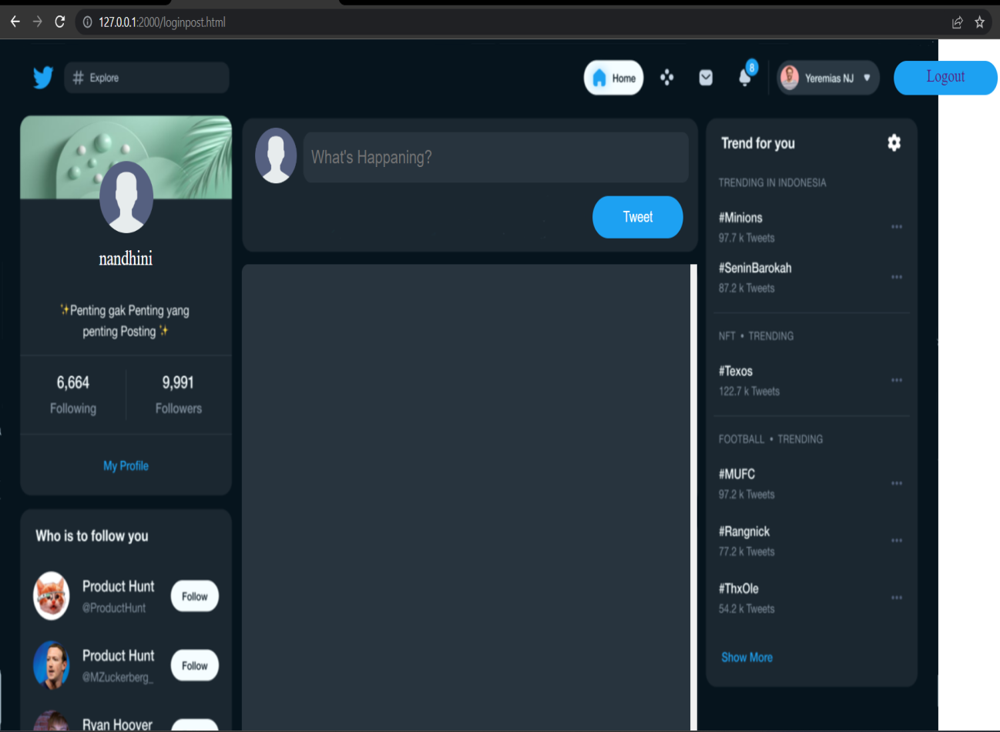 127.0.0.1:2000/loginpost.html
# Explore
Home
8
Yeremias NJ
Logout
nandhini
✨Penting gak Penting yang
penting Posting ✨
6,664
Following
9,991
Followers
My Profile
Who is to follow you
Product Hunt
@ProductHunt
Follow
Product Hunt
@MZuckerberg_
Follow
Ryan Hoover
What's Happaning?
Tweet
Trend for you
TRENDING IN INDONESIA
#Minions
97.7 k Tweets
#SeninBarokah
87.2 k Tweets
NFT • TRENDING
#Texos
122.7 k Tweets
FOOTBALL • TRENDING
#MUFC
97.2 k Tweets
#Rangnick
77.2 k Tweets
#ThxOle
54.2 k Tweets
Show More